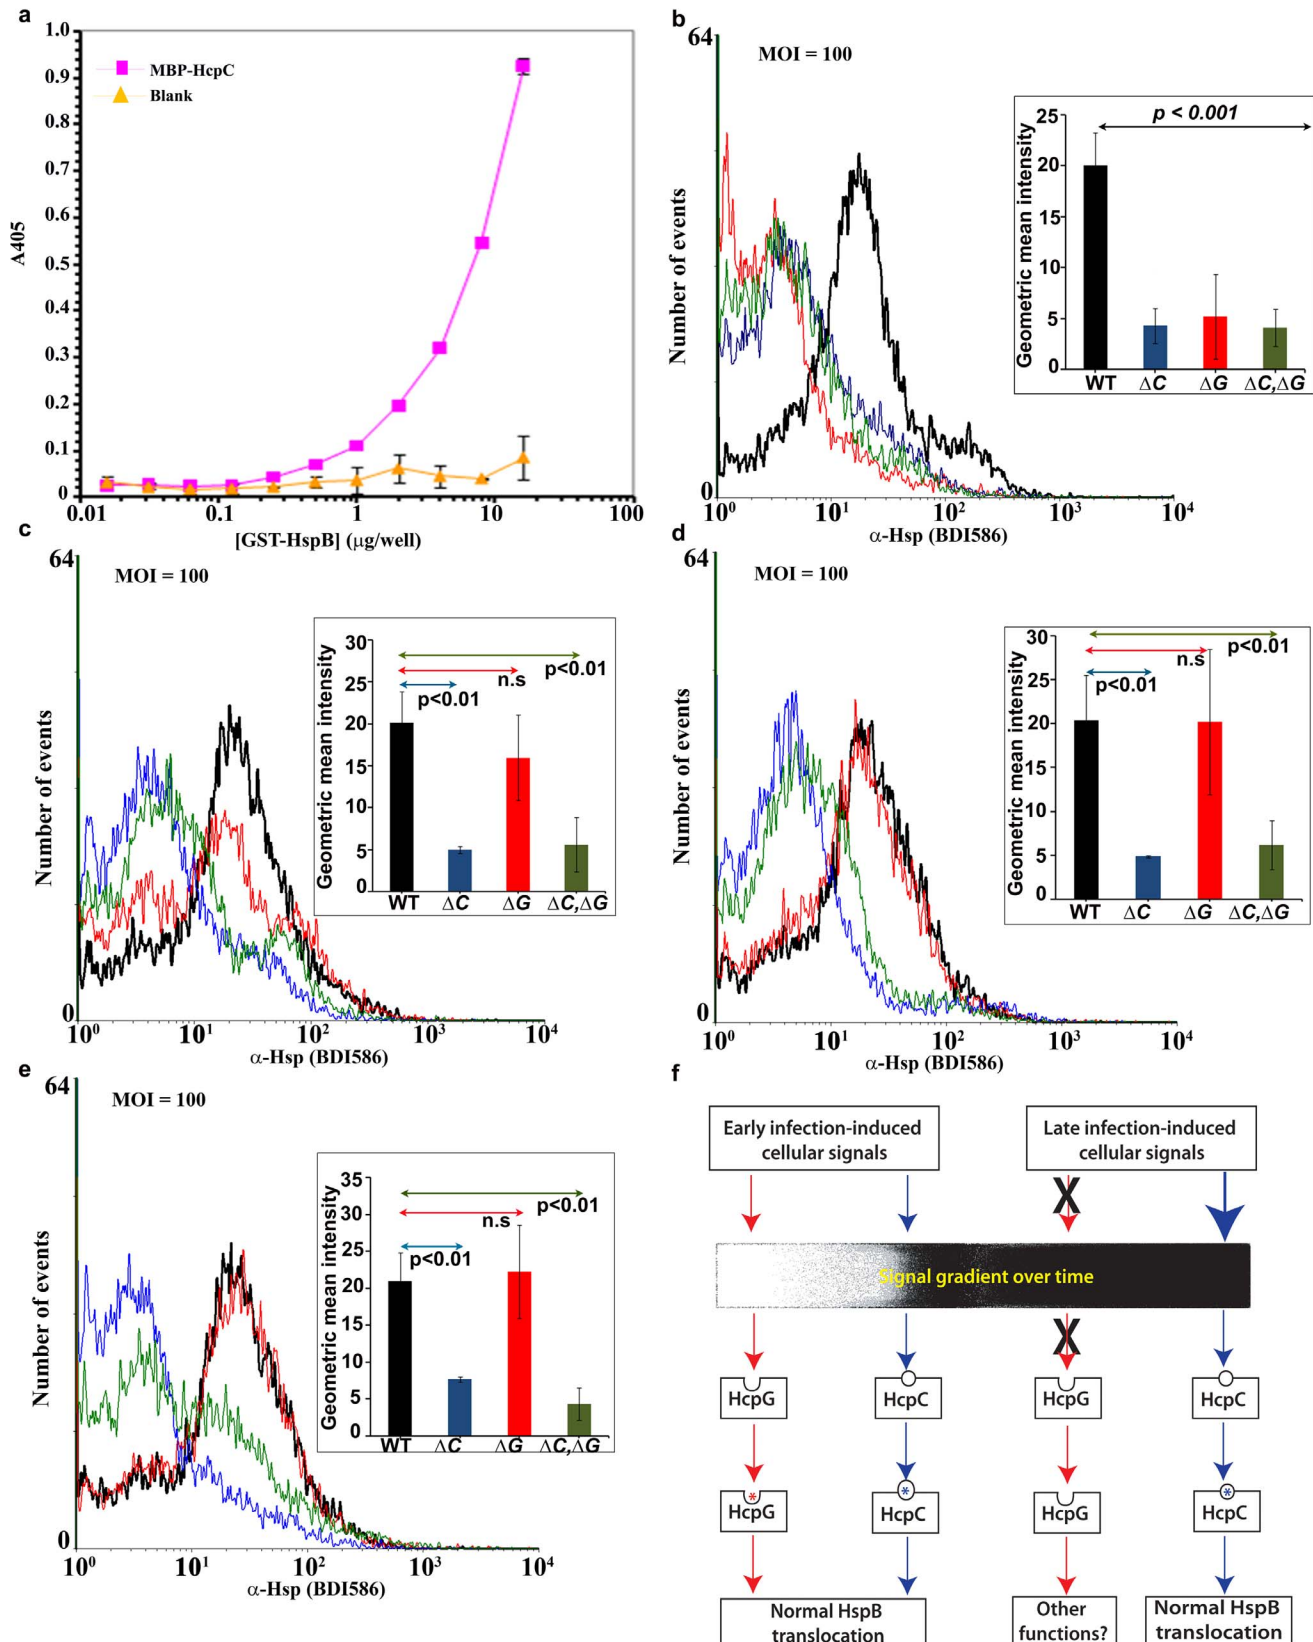 a
1.0
0.9
0.8
0.7
0.6
0.5
0.4
0.3
0.2
0.1
0
A405
MBP-HcpC
Blank
0.01 0.1 1 10 100
[GST-HspB] (μg/well)
b
64
MOI = 100
Number of events
0
10⁰ 10¹ 10² 10³ 10⁴
α-Hsp (BDI586)
25
20
15
10
5
0
Geometric mean intensity
p < 0.001
WT ΔC ΔG ΔC,ΔG
c
64
MOI = 100
Number of events
0
10⁰ 10¹ 10² 10³ 10⁴
α-Hsp (BDI586)
30
25
20
15
10
5
0
Geometric mean intensity
p<0.01
n.s
p<0.01
WT ΔC ΔG ΔC,ΔG
d
64
MOI = 100
Number of events
0
10⁰ 10¹ 10² 10³ 10⁴
α-Hsp (BDI586)
30
25
20
15
10
5
0
Geometric mean intensity
p<0.01
n.s
p<0.01
WT ΔC ΔG ΔC,ΔG
e
64
MOI = 100
Number of events
0
10⁰ 10¹ 10² 10³ 10⁴
α-Hsp (BDI586)
35
30
25
20
15
10
5
0
Geometric mean intensity
p<0.01
n.s
p<0.01
WT ΔC ΔG ΔC,ΔG
f
Early infection-induced
cellular signals
Late infection-induced
cellular signals
X
Signal gradient over time
X
HcpG HcpC HcpG HcpC
* * *
HcpG HcpC HcpG HcpC
Normal HspB
translocation
Other
functions?
Normal HspB
translocation